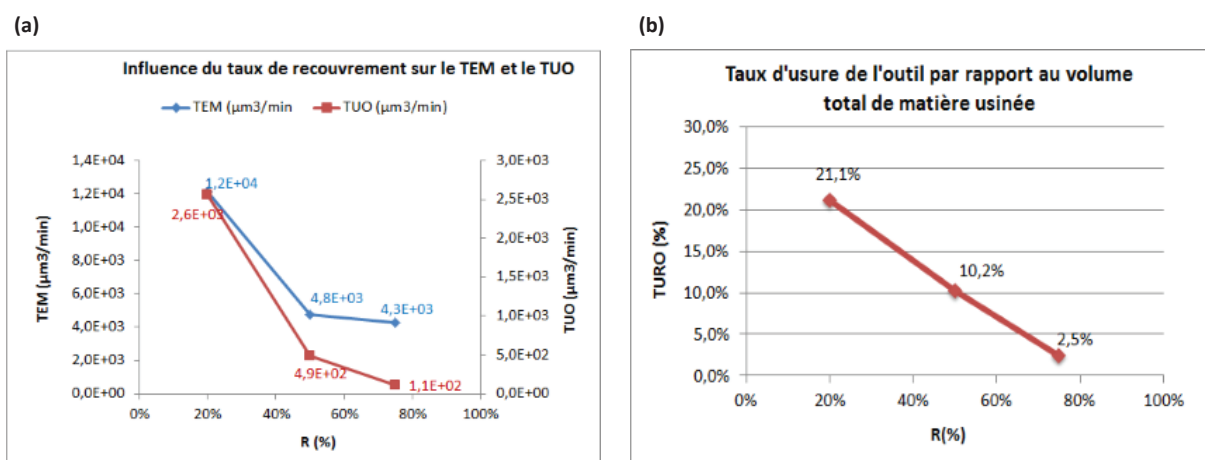 (a)
Influence du taux de recouvrement sur le TEM et le TUO
TEM (µm3/min
TUO (µm3/min)
TEM (µm3/min)
1,4E+04
1,2E+04
1,0E+04
8,0E+03
6,0E+03
4,0E+03
2,0E+03
0,0E+00
1,2E+04
2,6E+03
4,8E+03
4,3E+03
4,9E+02
1,1E+02
3,0E+03
2,5E+03
2,0E+03
1,5E+03
1,0E+03
5,0E+02
0,0E+00
TUO (µm3/min)
0% 20% 40% 60% 80% 100%
R (%)
(b)
Taux d'usure de l'outil par rapport au volume
total de matière usinée
TURO (%)
30,0%
25,0%
20,0%
15,0%
10,0%
5,0%
0,0%
21,1%
10,2%
2,5%
0% 20% 40% 60% 80% 100%
R(%)